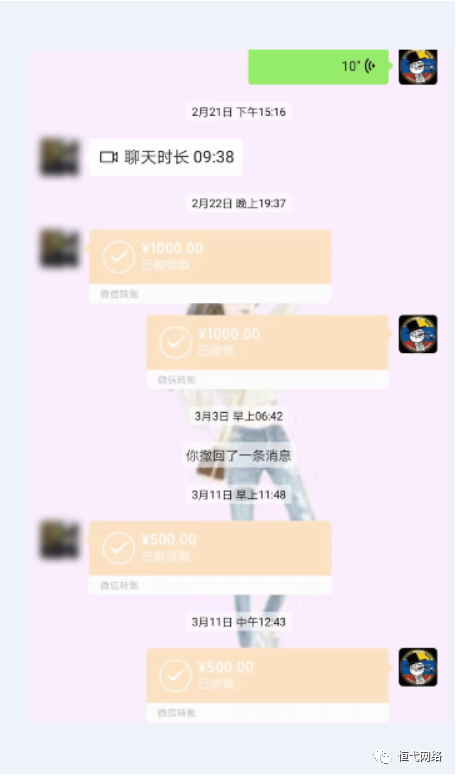 10"
2月21日 下午15:16
聊天时长 09:38
2月22日 晚上19:37
¥1000.00
已被领取
微信转账
¥1000.00
已收钱
微信转账
3月3日 早上06:42
你撤回了一条消息
3月11日 早上11:48
¥500.00
已被领取
微信转账
3月11日 中午12:43
¥500.00
已收钱
微信转账
恒弋网络